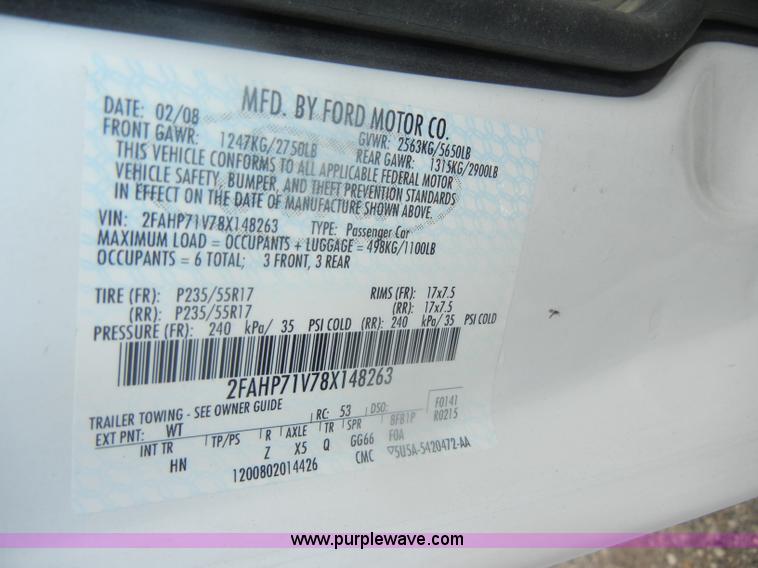 MFD. BY FORD MOTOR CO.
DATE: 02/08 GVWR: 2563KG/5650LB
FRONT GAWR: 1247KG/2750LB REAR GAWR: 1315KG/2900LB
THIS VEHICLE CONFORMS TO ALL APPLICABLE FEDERAL MOTOR
VEHICLE SAFETY, BUMPER, AND THEFT PREVENTION STANDARDS
IN EFFECT ON THE DATE OF MANUFACTURE SHOWN ABOVE.
VIN: 2FAHP71V78X148263 TYPE: Passenger Car
MAXIMUM LOAD = OCCUPANTS + LUGGAGE = 498KG/1100LB
OCCUPANTS = 6 TOTAL; 3 FRONT, 3 REAR
TIRE (FR): P235/55R17 RIMS (FR): 17x7.5
(RR): P235/55R17 (RR): 17x7.5
PRESSURE (FR): 240 kPa/ 35 PSI COLD (RR): 240 kPa/ 35 PSI COLD
2FAHP71V78X148263
TRAILER TOWING - SEE OWNER GUIDE F0141
EXT PNT: WT RC: 53 DSO: 8FB1P R0215
INT TR TP/PS R AXLE TR SPR F0A
HN Z X5 Q GG66
1200802014426 CMC ▽5U5A-5420472-AA
www.purplewave.com